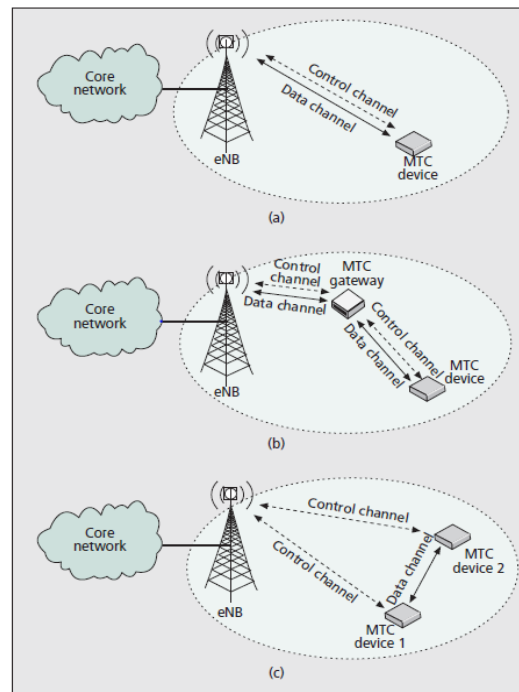 Core
network
eNB
Control channel
Data channel
MTC
device
(a)
Core
network
eNB
Control
channel
Data channel
MTC
gateway
Control channel
Data channel
MTC
device
(b)
Core
network
eNB
Control channel
Control channel
Data channel
MTC
device 2
MTC
device 1
(c)